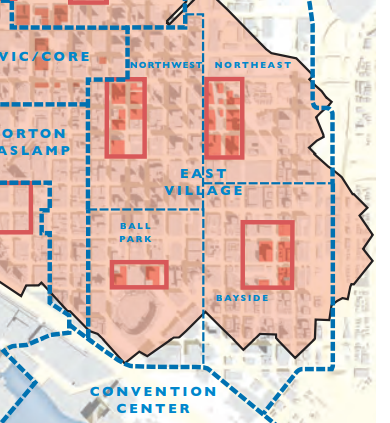 VIC/CORE
NORTHWEST
NORTHEAST
ORTON
ASLAMP
EAST
VILLAGE
BALL
PARK
BAYSIDE
CONVENTION
CENTER